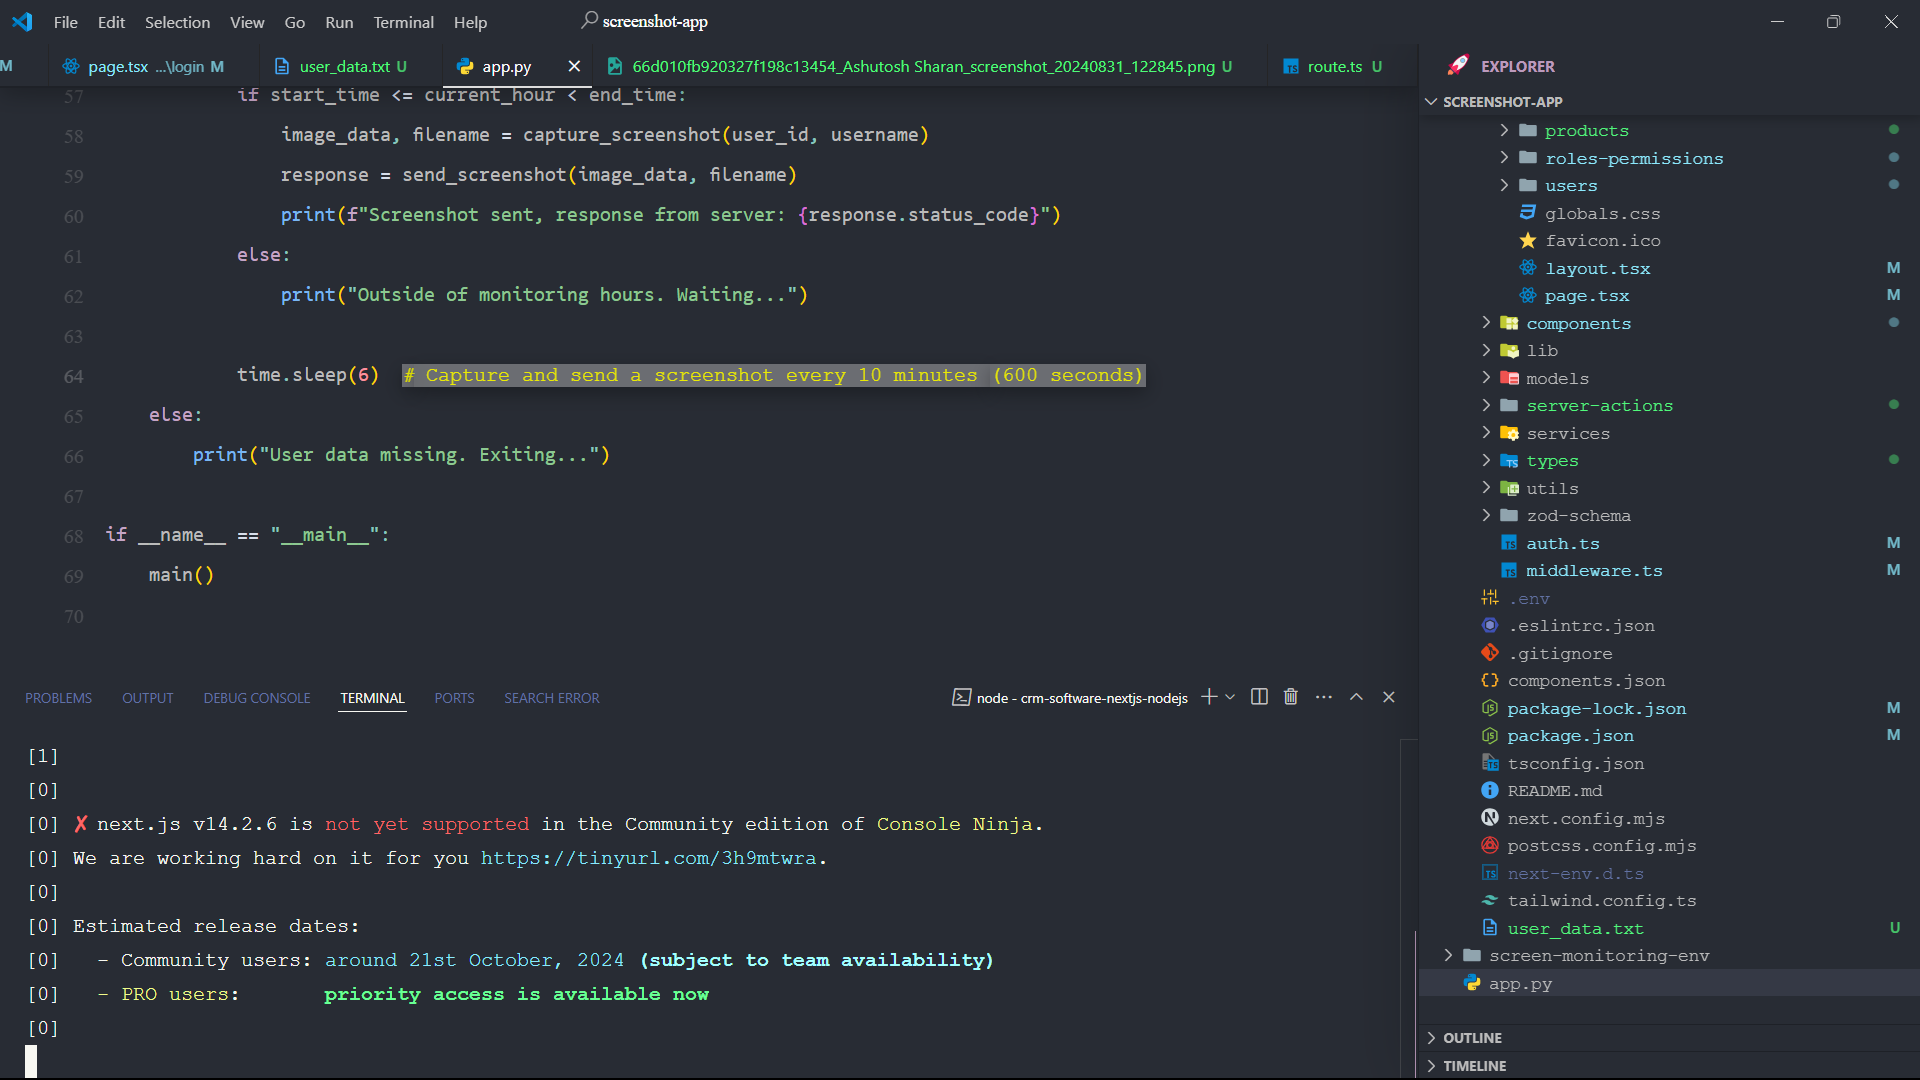 File Edit Selection View Go Run Terminal Help screenshot-app
M page.tsx ...\login M user_data.txt U app.py 66d010fb920327f198c13454_Ashutosh Sharan_screenshot_20240831_122845.png U route.ts U
57 if start_time <= current_hour < end_time:
58 image_data, filename = capture_screenshot(user_id, username)
59 response = send_screenshot(image_data, filename)
60 print(f"Screenshot sent, response from server: {response.status_code}")
61 else:
62 print("Outside of monitoring hours. Waiting...")
63
64 time.sleep(6) # Capture and send a screenshot every 10 minutes (600 seconds)
65 else:
66 print("User data missing. Exiting...")
67
68 if __name__ == "__main__":
69 main()
70
PROBLEMS OUTPUT DEBUG CONSOLE TERMINAL PORTS SEARCH ERROR node - crm-software-nextjs-nodejs
[1]
[0]
[0] ✗ next.js v14.2.6 is not yet supported in the Community edition of Console Ninja.
[0] We are working hard on it for you https://tinyurl.com/3h9mtwra.
[0]
[0] Estimated release dates:
[0] - Community users: around 21st October, 2024 (subject to team availability)
[0] - PRO users: priority access is available now
[0]
EXPLORER
SCREENSHOT-APP
products
roles-permissions
users
globals.css
favicon.ico
layout.tsx M
page.tsx M
components
lib
models
server-actions
services
types
utils
zod-schema
auth.ts M
middleware.ts M
.env
.eslintrc.json
.gitignore
components.json
package-lock.json M
package.json M
tsconfig.json
README.md
next.config.mjs
postcss.config.mjs
next-env.d.ts
tailwind.config.ts
user_data.txt U
screen-monitoring-env
app.py
OUTLINE
TIMELINE